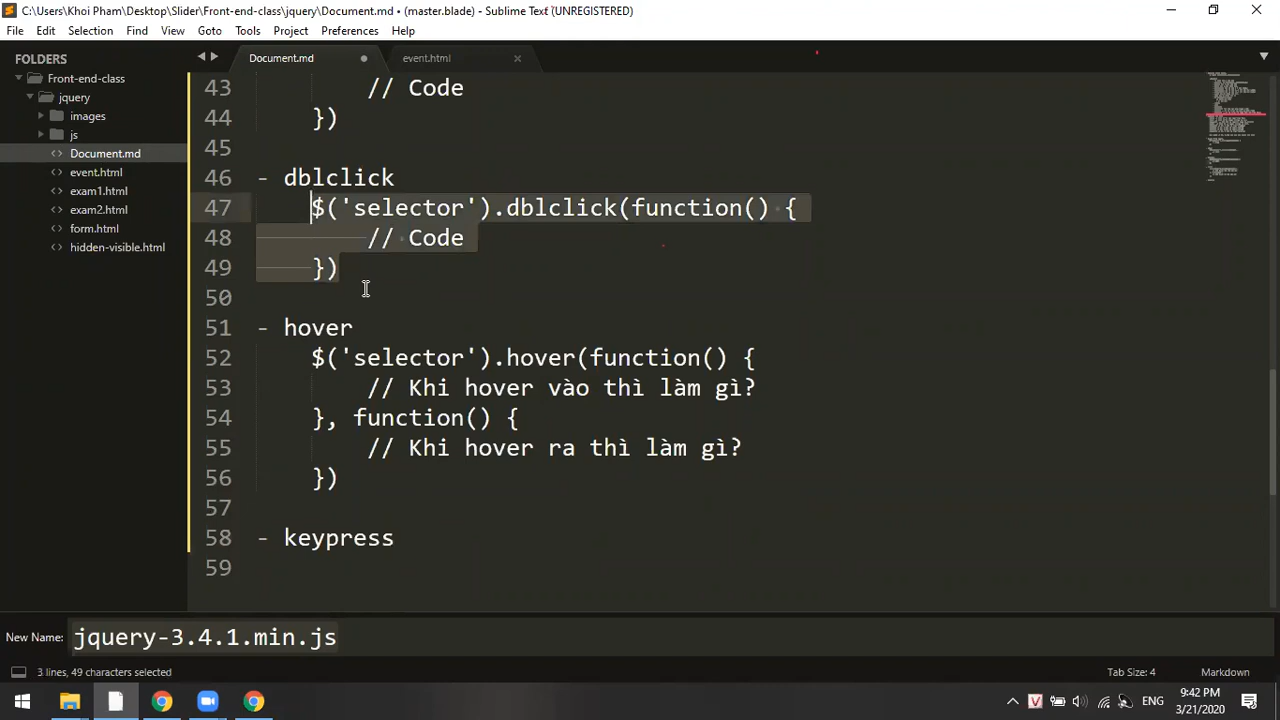 C:\Users\Khoi Pham\Desktop\Slider\Front-end-class\jquery\Document.md • (master.blade) - Sublime Text (UNREGISTERED)
File Edit Selection Find View Goto Tools Project Preferences Help
FOLDERS
Front-end-class
jquery
images
js
Document.md
event.html
exam1.html
exam2.html
form.html
hidden-visible.html
Document.md event.html
43 // Code
44 })
45
46 - dblclick
47 $('selector').dblclick(function() {
48 // Code
49 })
50
51 - hover
52 $('selector').hover(function() {
53 // Khi hover vào thì làm gì?
54 }, function() {
55 // Khi hover ra thì làm gì?
56 })
57
58 - keypress
59
New Name: jquery-3.4.1.min.js
3 lines, 49 characters selected Tab Size: 4 Markdown
V ENG 9:42 PM
3/21/2020